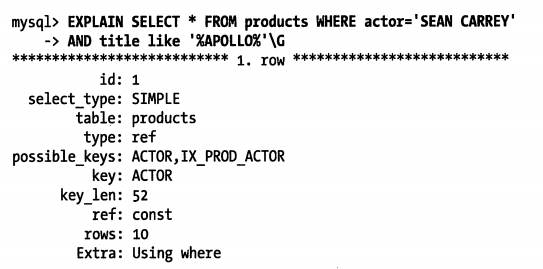 mysql> EXPLAIN SELECT * FROM products WHERE actor='SEAN CARREY'
-> AND title like '%APOLLO%'\G
*************************** 1. row ***************************
id: 1
select_type: SIMPLE
table: products
type: ref
possible_keys: ACTOR,IX_PROD_ACTOR
key: ACTOR
key_len: 52
ref: const
rows: 10
Extra: Using where